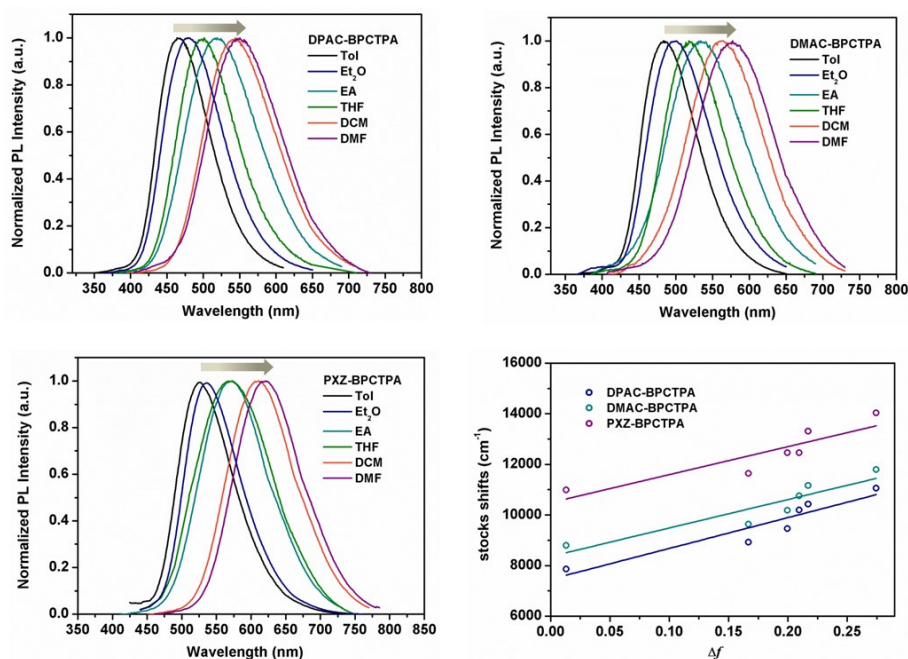 DPAC-BPCTPA
Tol
Et₂O
EA
THF
DCM
DMF
Normalized PL Intensity (a.u.)
1.0
0.8
0.6
0.4
0.2
0.0
350 400 450 500 550 600 650 700 750 800
Wavelength (nm)
DMAC-BPCTPA
Tol
Et₂O
EA
THF
DCM
DMF
Normalized PL Intensity (a.u.)
1.0
0.8
0.6
0.4
0.2
0.0
350 400 450 500 550 600 650 700 750 800
Wavelength (nm)
PXZ-BPCTPA
Tol
Et₂O
EA
THF
DCM
DMF
Normalized PL Intensity (a.u.)
1.0
0.8
0.6
0.4
0.2
0.0
400 450 500 550 600 650 700 750 800 850
Wavelength (nm)
DPAC-BPCTPA
DMAC-BPCTPA
PXZ-BPCTPA
stocks shifts (cm⁻¹)
16000
14000
12000
10000
8000
6000
0.00 0.05 0.10 0.15 0.20 0.25
Δf